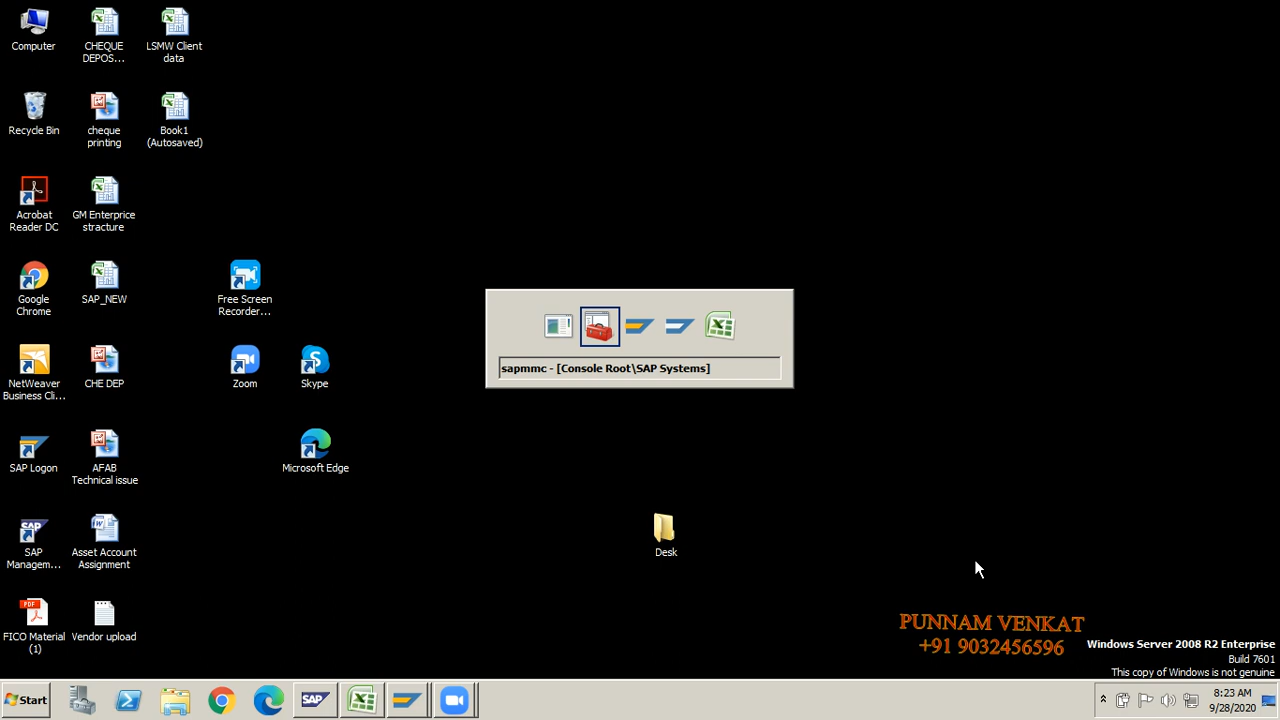 Computer
CHEQUE
DEPOS...
LSMW Client
data
Recycle Bin
cheque
printing
Book1
(Autosaved)
Acrobat
Reader DC
GM Enterprice
stracture
Google
Chrome
SAP_NEW
Free Screen
Recorder...
NetWeaver
Business Cli...
CHE DEP
Zoom
Skype
sapmmc - [Console Root\SAP Systems]
SAP Logon
AFAB
Technical issue
Microsoft Edge
SAP
Managem...
Asset Account
Assignment
Desk
FICO Material
(1)
Vendor upload
PUNNAM VENKAT
+91 9032456596
Windows Server 2008 R2 Enterprise
Build 7601
This copy of Windows is not genuine
Start
SAP
8:23 AM
9/28/2020